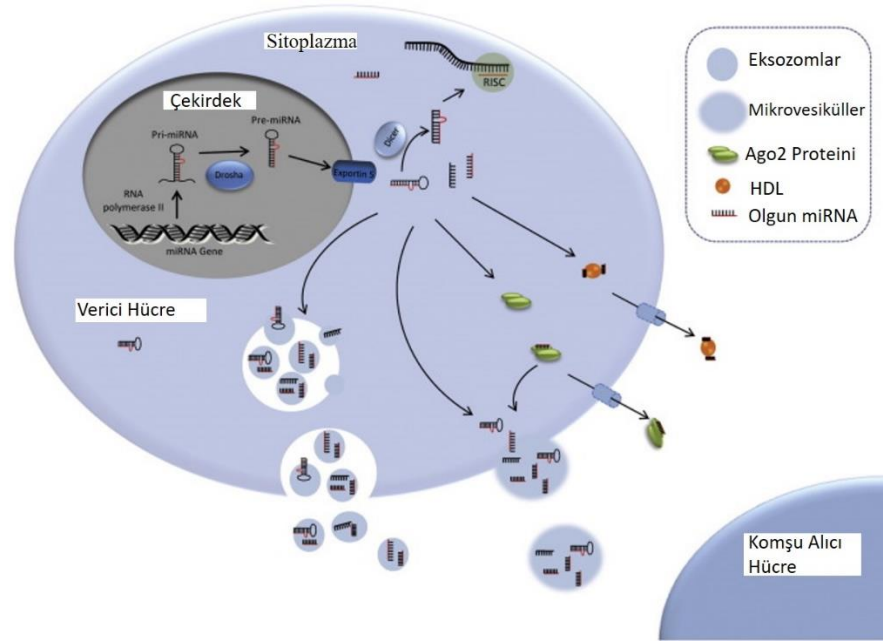 Sitoplazma
Çekirdek
Pri-miRNA
Pre-miRNA
Drosha
RNA
polymerase II
miRNA Gene
Exportin 5
Dicer
RISC
Verici Hücre
Eksozomlar
Mikrovesiküller
Ago2 Proteini
HDL
Olgun miRNA
Komşu Alıcı
Hücre